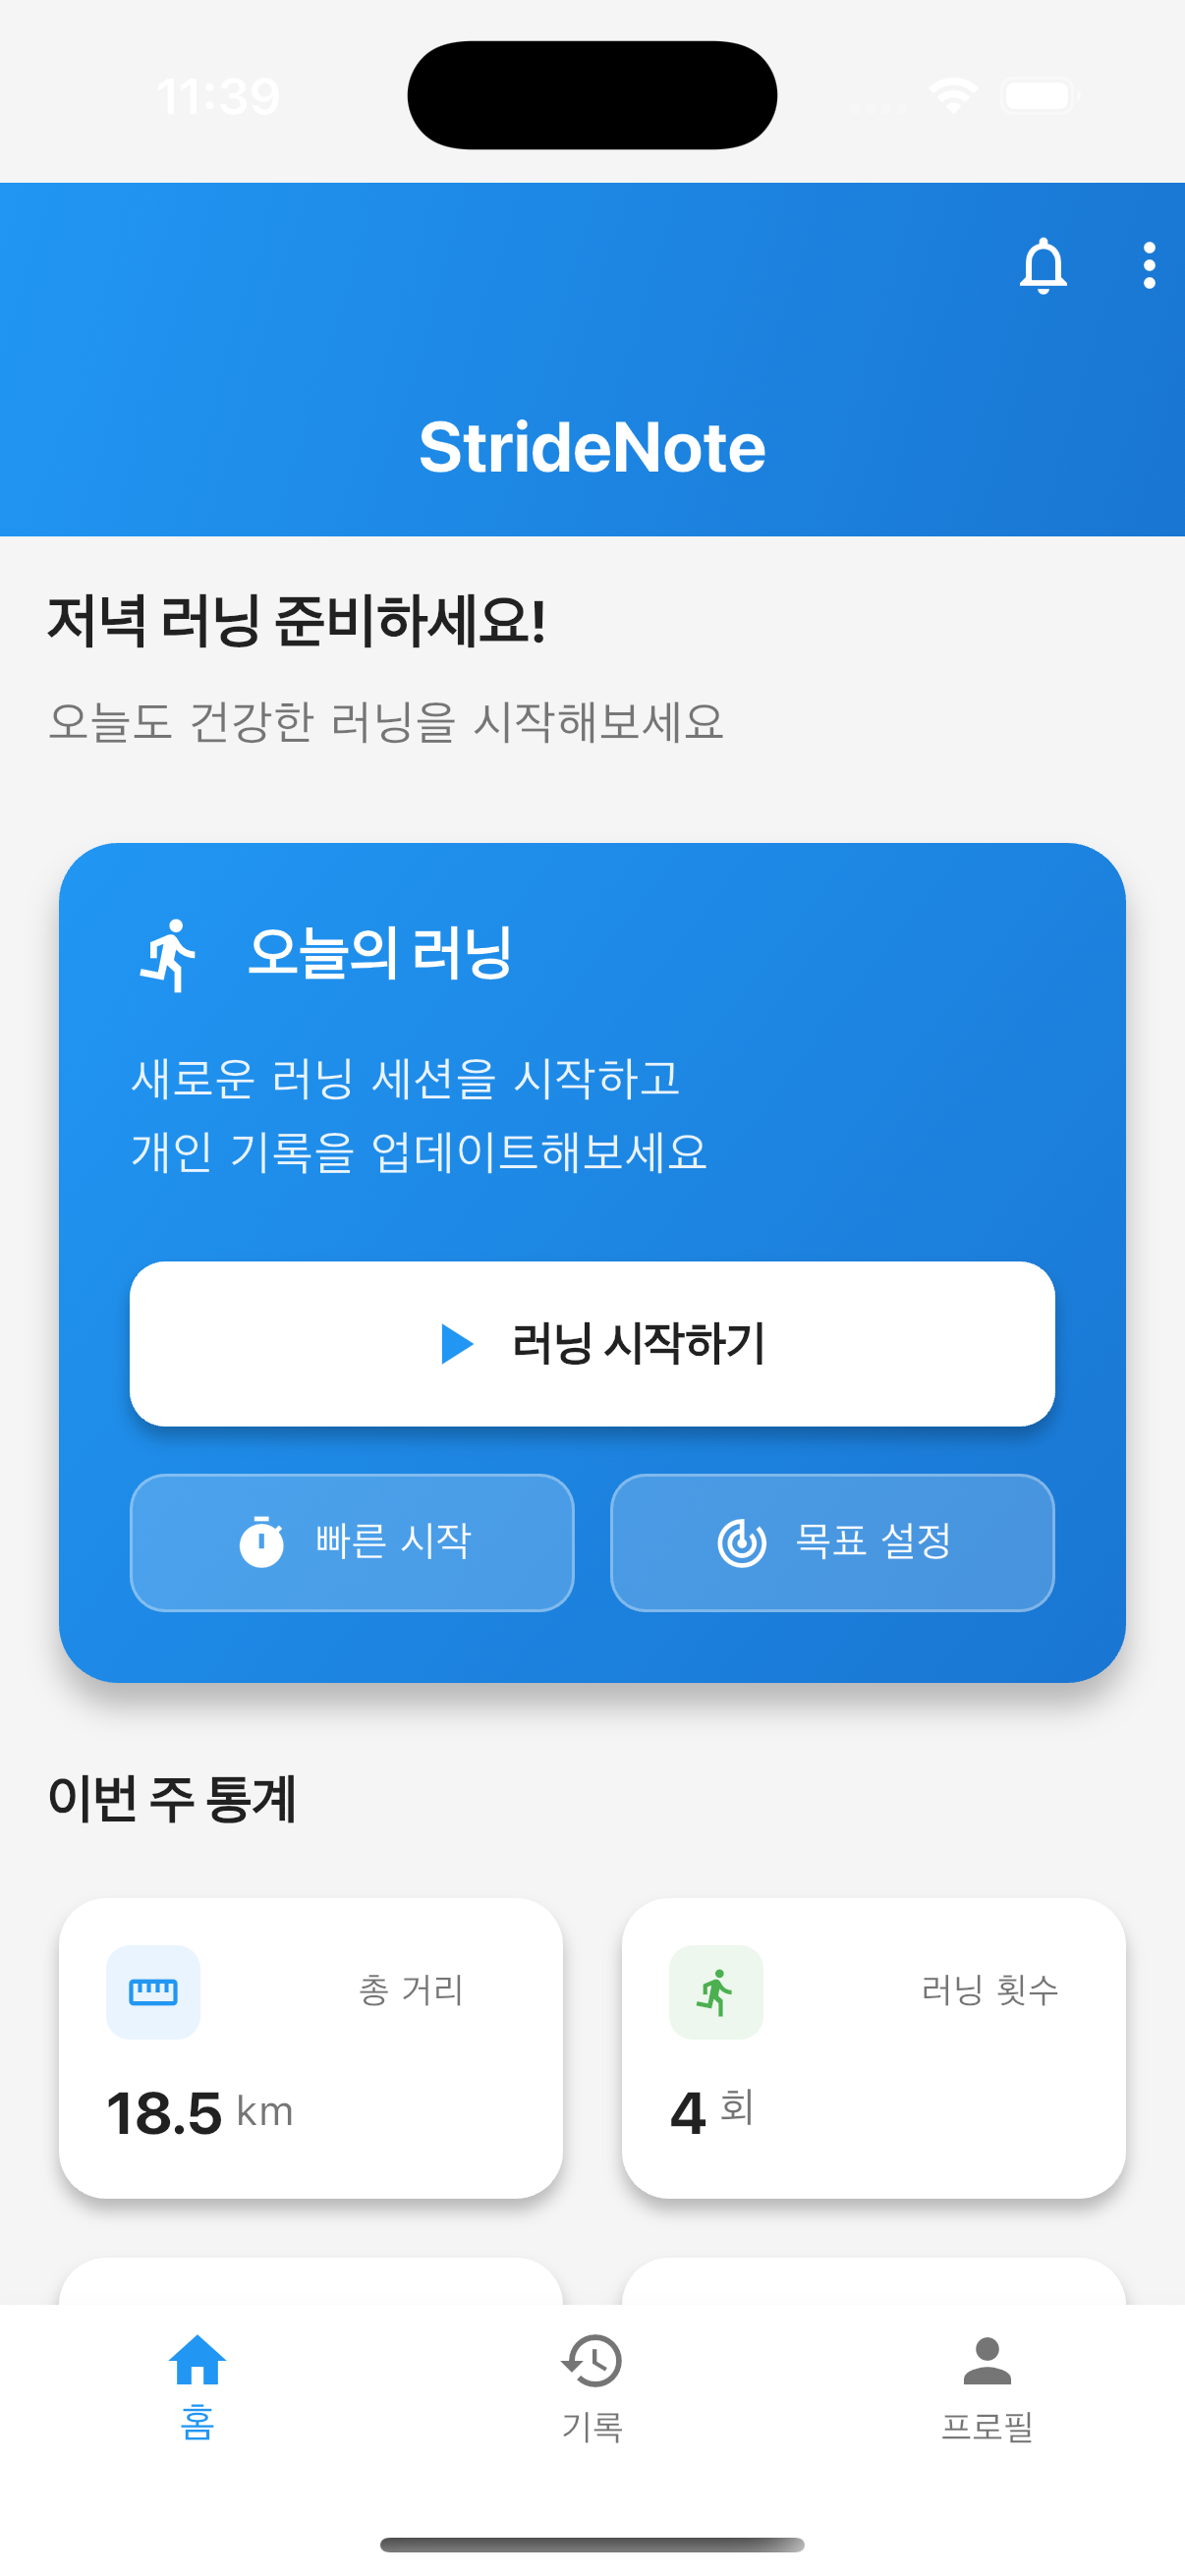 11:39
StrideNote
저녁 러닝 준비하세요!
오늘도 건강한 러닝을 시작해보세요
오늘의 러닝
새로운 러닝 세션을 시작하고
개인 기록을 업데이트해보세요
러닝 시작하기
빠른 시작
목표 설정
이번 주 통계
총 거리
18.5 km
러닝 횟수
4 회
홈
기록
프로필